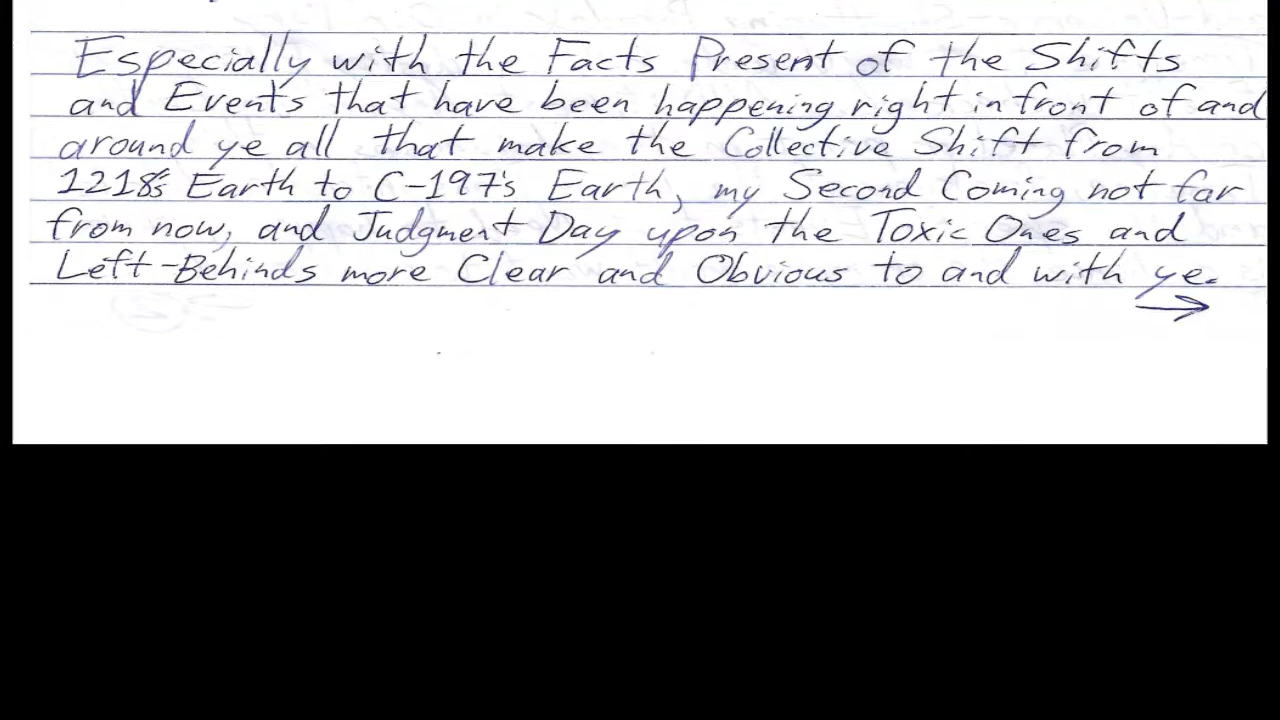 Especially with the Facts Present of the Shifts
and Events that have been happening right in front of and
around ye all that make the Collective Shift from
1218's Earth to C-197's Earth, my Second Coming not far
from now, and Judgment Day upon the Toxic Ones and
Left-Behinds more Clear and Obvious to and with ye.
→